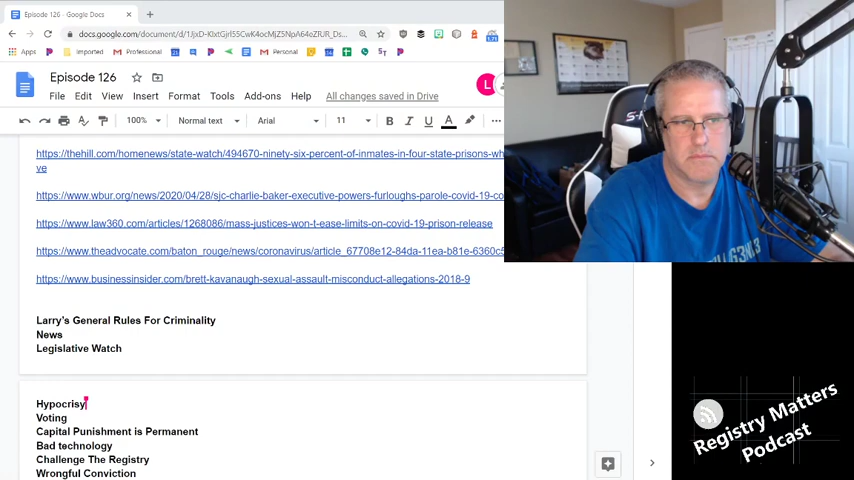 Episode 126 - Google Docs
docs.google.com/document/d/
Apps
Imported
Professional
Personal
Episode 126
File Edit View Insert Format Tools Add-ons Help All changes saved in Drive
L
100% Normal text Arial 11 B I U A
https://thehill.com/homenews/state-watch/494670-ninety-six-percent-of-inmates-in-four-state-prisons-wh
ve
https://www.wbur.org/news/2020/04/28/sjc-charlie-baker-executive-powers-furloughs-parole-covid-19-co
https://www.law360.com/articles/1268086/mass-justices-won-t-ease-limits-on-covid-19-prison-release
https://www.theadvocate.com/baton_rouge/news/coronavirus/article_67708e12-84da-11ea-b81e-6360c5
https://www.businessinsider.com/brett-kavanaugh-sexual-assault-misconduct-allegations-2018-9
Larry's General Rules For Criminality
News
Legislative Watch
Hypocrisy
Voting
Capital Punishment is Permanent
Bad technology
Challenge The Registry
Wrongful Conviction
Registry Matters
Podcast